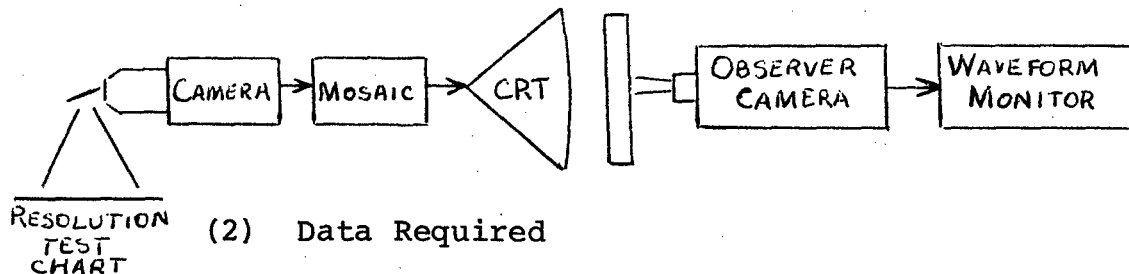 CAMERA
MOSAIC
CRT
OBSERVER
CAMERA
WAVEFORM
MONITOR
RESOLUTION
TEST
CHART
(2) Data Required